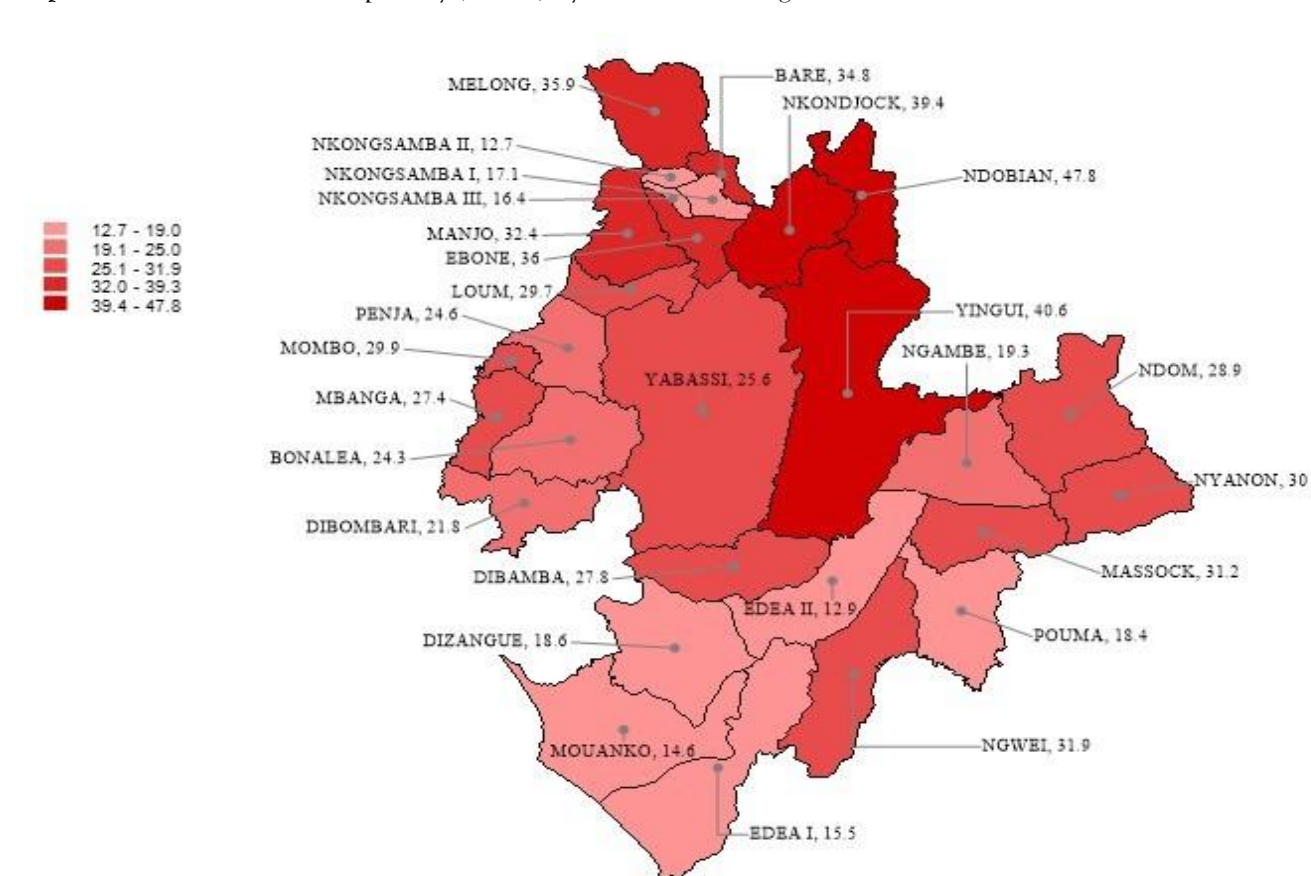 MELONG, 35.9
BARE, 34.8
NKONDJOCK, 39.4
NKONGSAMBA II, 12.7
NKONGSAMBA I, 17.1
NKONGSAMBA III, 16.4
NDOBIAN, 47.8
MANJO, 32.4
EBONE, 36
LOUM, 29.7
PENJA, 24.6
YINGUI, 40.6
MOMBO, 29.9
NGAMBE, 19.3
NDOM, 28.9
YABASSI, 25.6
MBANGA, 27.4
BONALEA, 24.3
NYANON, 30
DIBOMBARI, 21.8
MASSOCK, 31.2
DIBAMBA, 27.8
EDEA II, 12.9
POUMA, 18.4
DIZANGUE, 18.6
NGWEI, 31.9
MOUANKO, 14.6
EDEA I, 15.5
12.7 - 19.0
19.1 - 25.0
25.1 - 31.9
32.0 - 39.3
39.4 - 47.8